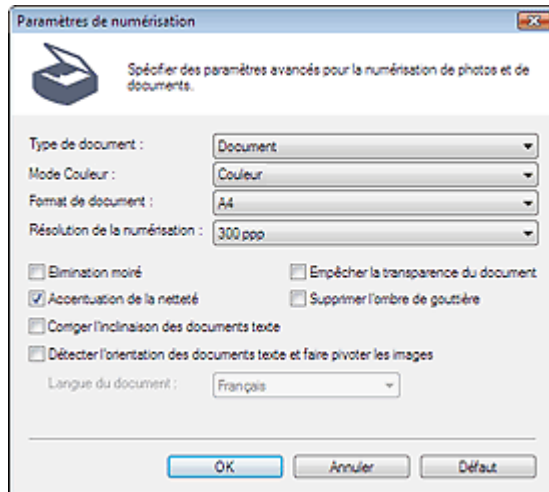 Paramètres de numérisation
Spécifier des paramètres avancés pour la numérisation de photos et de
documents.
Type de document : Document
Mode Couleur : Couleur
Format de document : A4
Résolution de la numérisation : 300 ppp
Elimination moiré Empêcher la transparence du document
Accentuation de la netteté Supprimer l'ombre de gouttière
Corriger l'inclinaison des documents texte
Détecter l'orientation des documents texte et faire pivoter les images
Langue du document : Français
OK Annuler Défaut